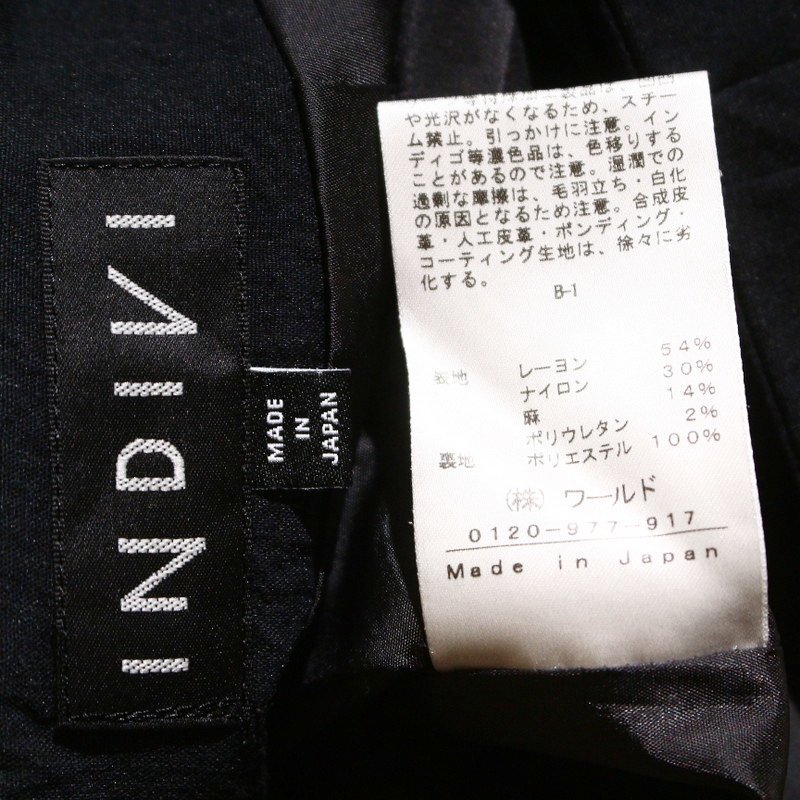 INDIVI
MADE
IN
JAPAN
や光沢がなくなるため、スチー
ム禁止。引っかけに注意。イン
ディゴ等濃色品は、色移りする
ことがあるので注意。湿潤での
過剰な摩擦は、毛羽立ち・白化
の原因となるため注意。合成皮
革・人工皮革・ボンディング・
コーティング生地は、徐々に劣
化する。
B-1
表地 レーヨン 54%
ナイロン 30%
麻 14%
ポリウレタン 2%
裏地 ポリエステル 100%
(株) ワールド
0120-977-917
Made in Japan